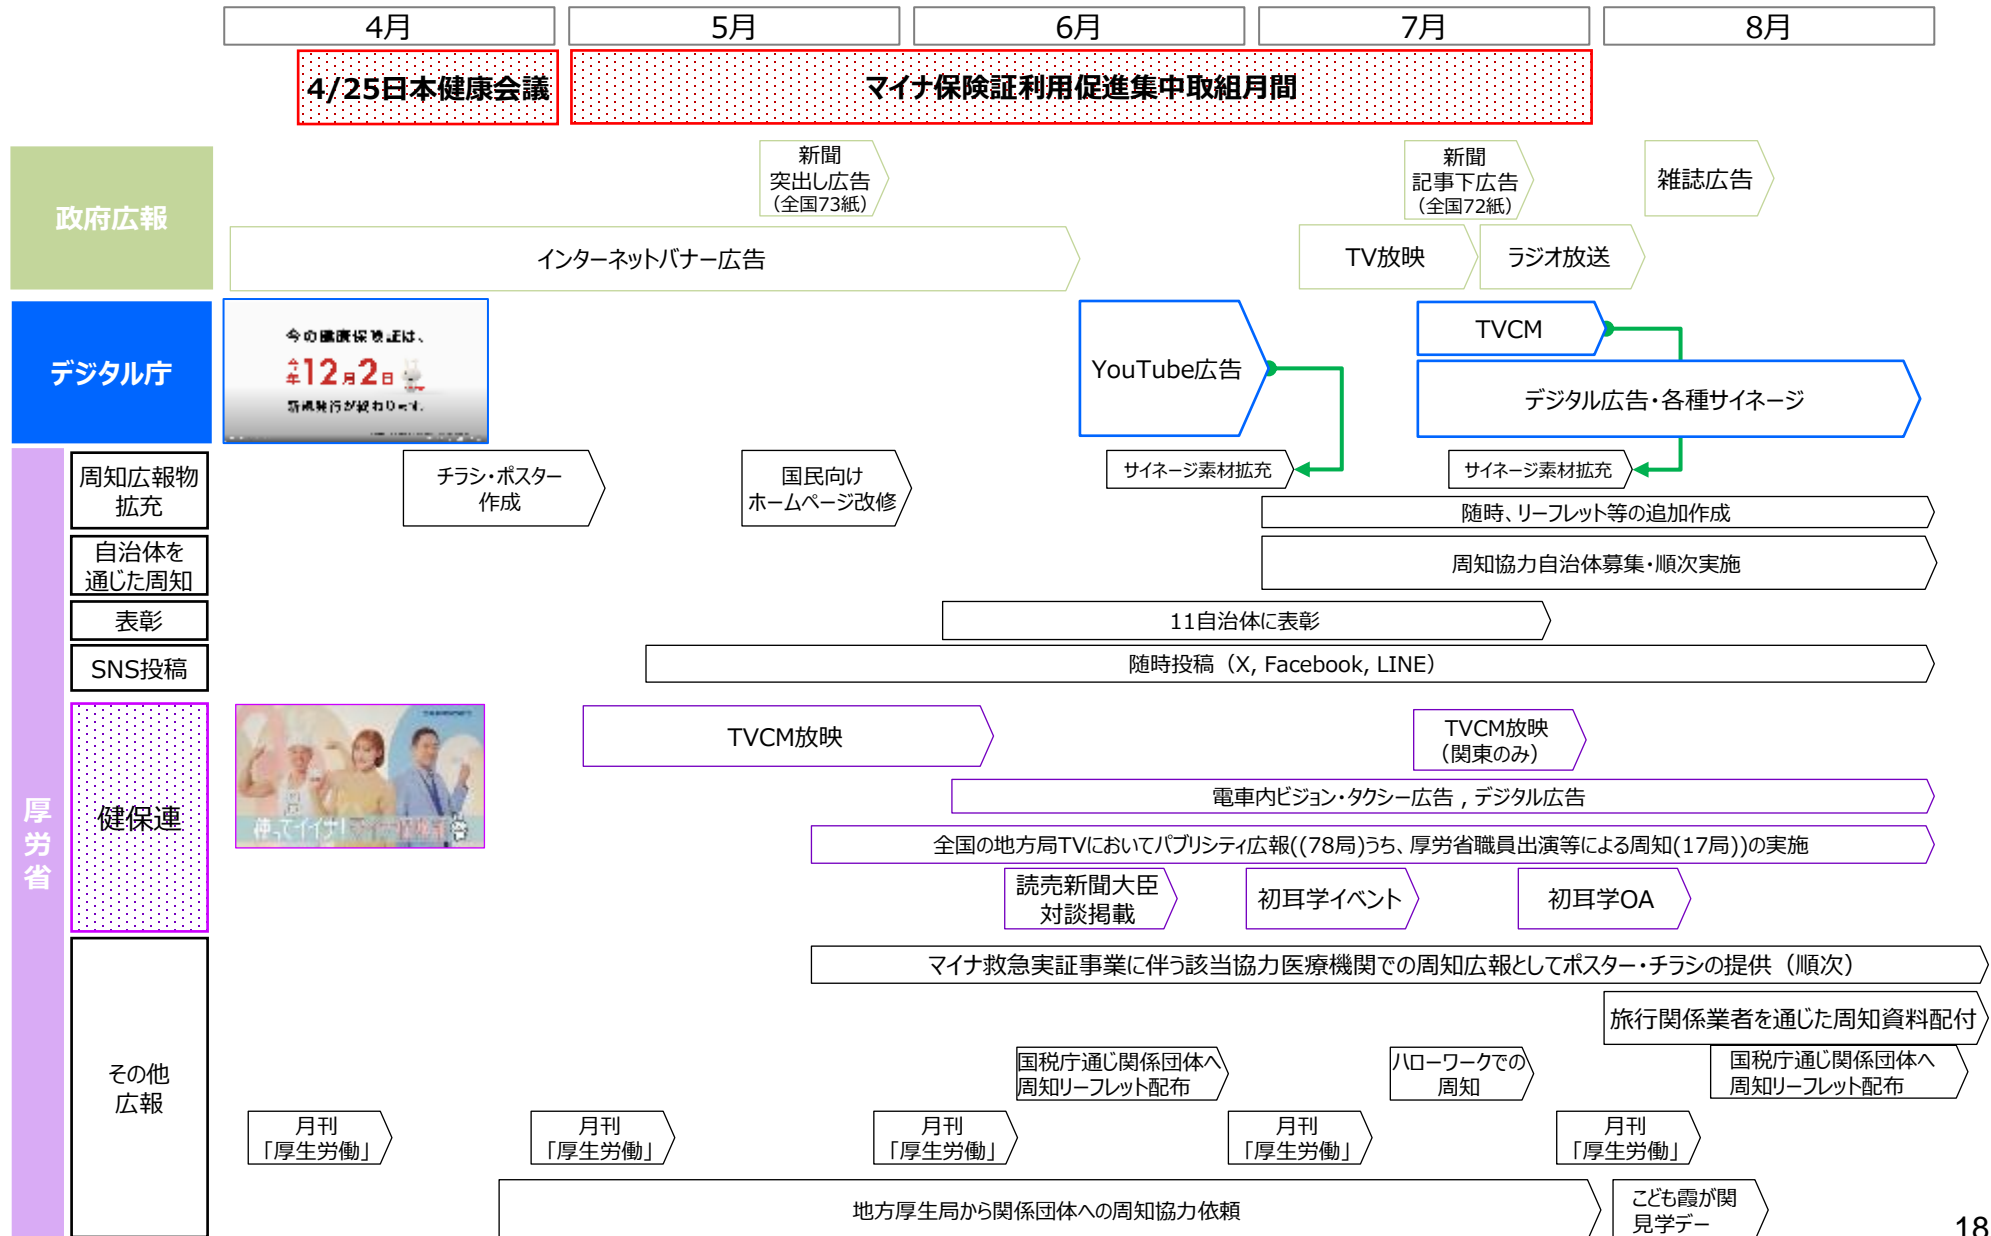 4月
5月
6月
7月
8月
4/25日本健康会議
マイナ保険証利用促進集中取組月間
政府広報
新聞
突出し広告
（全国73紙）
新聞
記事下広告
（全国72紙）
雑誌広告
インターネットバナー広告
TV放映
ラジオ放送
デジタル庁
今の健康保険証は、
今年12月2日
新規発行が終わります。
YouTube広告
TVCM
デジタル広告・各種サイネージ
厚労省
周知広報物
拡充
チラシ・ポスター
作成
国民向け
ホームページ改修
サイネージ素材拡充
サイネージ素材拡充
随時、リーフレット等の追加作成
自治体を
通じた周知
周知協力自治体募集・順次実施
表彰
11自治体に表彰
SNS投稿
随時投稿（X, Facebook, LINE）
健保連
使ってイイナ！マイナ保険証
TVCM放映
TVCM放映
（関東のみ）
電車内ビジョン・タクシー広告 , デジタル広告
全国の地方局TVにおいてパブリシティ広報((78局)うち、厚労省職員出演等による周知(17局))の実施
読売新聞大臣
対談掲載
初耳学イベント
初耳学OA
その他
広報
マイナ救急実証事業に伴う該当協力医療機関での周知広報としてポスター・チラシの提供（順次）
旅行関係業者を通じた周知資料配付
国税庁通じ関係団体へ
周知リーフレット配布
ハローワークでの
周知
国税庁通じ関係団体へ
周知リーフレット配布
月刊
「厚生労働」
月刊
「厚生労働」
月刊
「厚生労働」
月刊
「厚生労働」
月刊
「厚生労働」
地方厚生局から関係団体への周知協力依頼
こども霞が関
見学デー
18